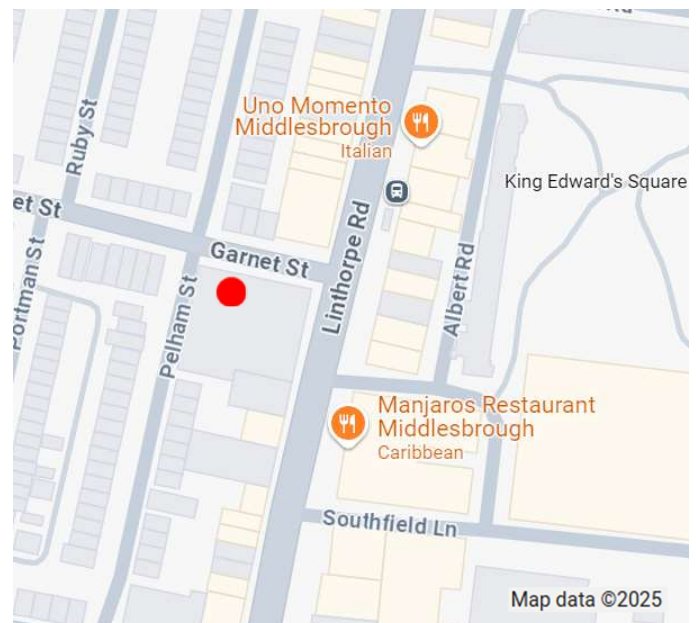 Rd
Ruby St
Uno Momento
Middlesbrough
Italian
King Edward's Square
et St
Garnet St
Linthorpe Rd
Albert Rd
Portman St
Pelham St
Manjaros Restaurant
Middlesbrough
Caribbean
Southfield Ln
Map data ©2025